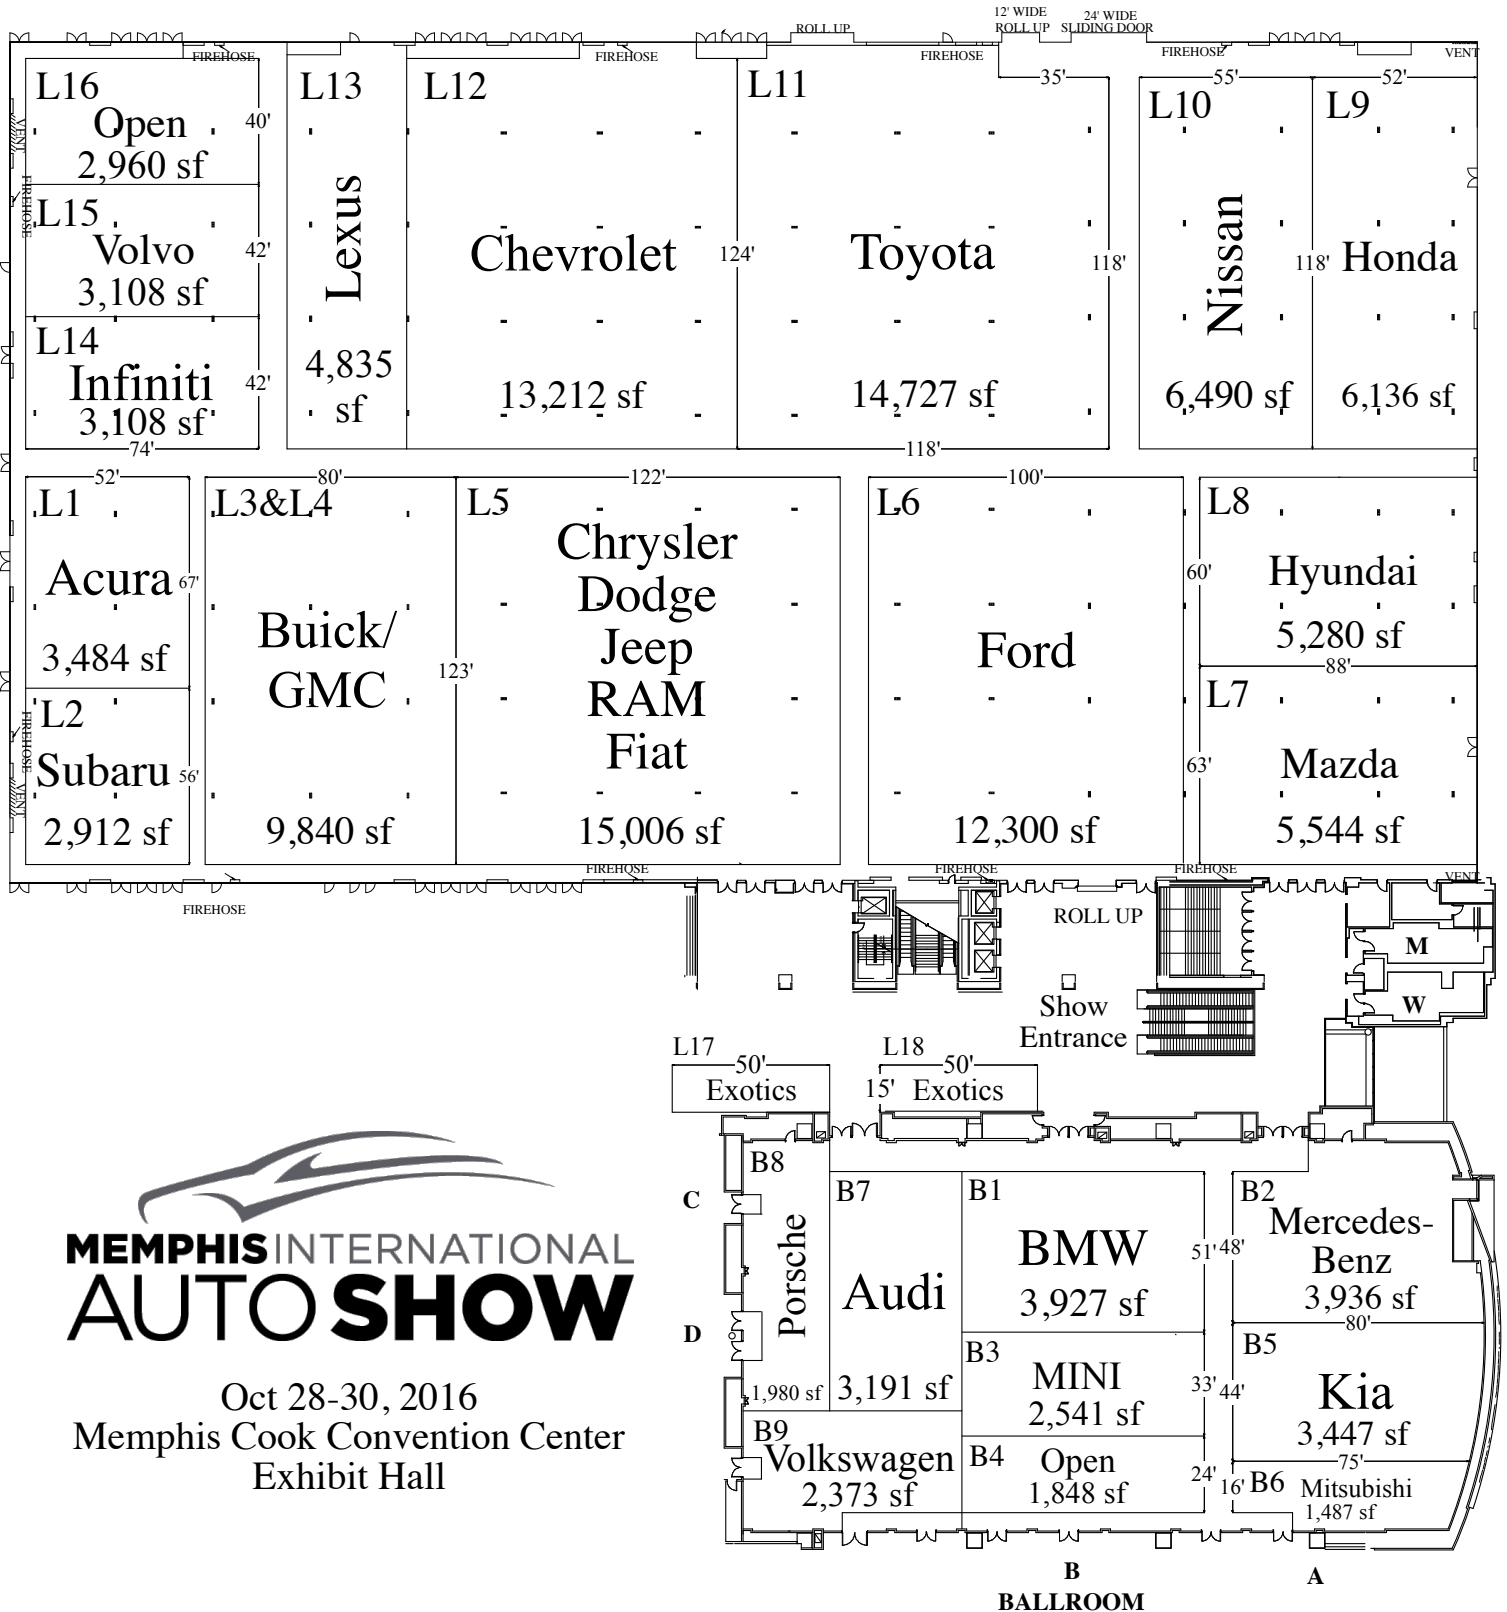 12' WIDE
ROLL UP
24' WIDE
SLIDING DOOR
ROLL UP
FIREHOSE
FIREHOSE
FIREHOSE
FIREHOSE
VENT
35'
55'
52'
L16
Open
2,960 sf
40'
VENT
FIREHOSE
L15
Volvo
3,108 sf
42'
L14
Infiniti
3,108 sf
42'
74'
L13
Lexus
4,835
sf
L12
Chevrolet
13,212 sf
124'
L11
Toyota
14,727 sf
118'
118'
L10
Nissan
6,490 sf
118'
L9
Honda
6,136 sf
52'
L1
Acura
67'
3,484 sf
L2
Subaru
56'
2,912 sf
FIREHOSE
VENT
80'
L3&L4
Buick/
GMC
9,840 sf
123'
122'
L5
Chrysler
Dodge
Jeep
RAM
Fiat
15,006 sf
100'
L6
Ford
12,300 sf
L8
Hyundai
60'
5,280 sf
88'
L7
Mazda
63'
5,544 sf
FIREHOSE
FIREHOSE
FIREHOSE
FIREHOSE
VENT
ROLL UP
M
W
Show
Entrance
L17
50'
Exotics
L18
50'
15'
Exotics
B8
Porsche
1,980 sf
B7
Audi
3,191 sf
B1
BMW
3,927 sf
51'
48'
B2
Mercedes-
Benz
3,936 sf
80'
B3
MINI
2,541 sf
33'
44'
B5
Kia
3,447 sf
75'
B9
Volkswagen
2,373 sf
B4
Open
1,848 sf
24'
16'
B6
Mitsubishi
1,487 sf
C
D
B
BALLROOM
A
MEMPHIS INTERNATIONAL
AUTO SHOW
Oct 28-30, 2016
Memphis Cook Convention Center
Exhibit Hall